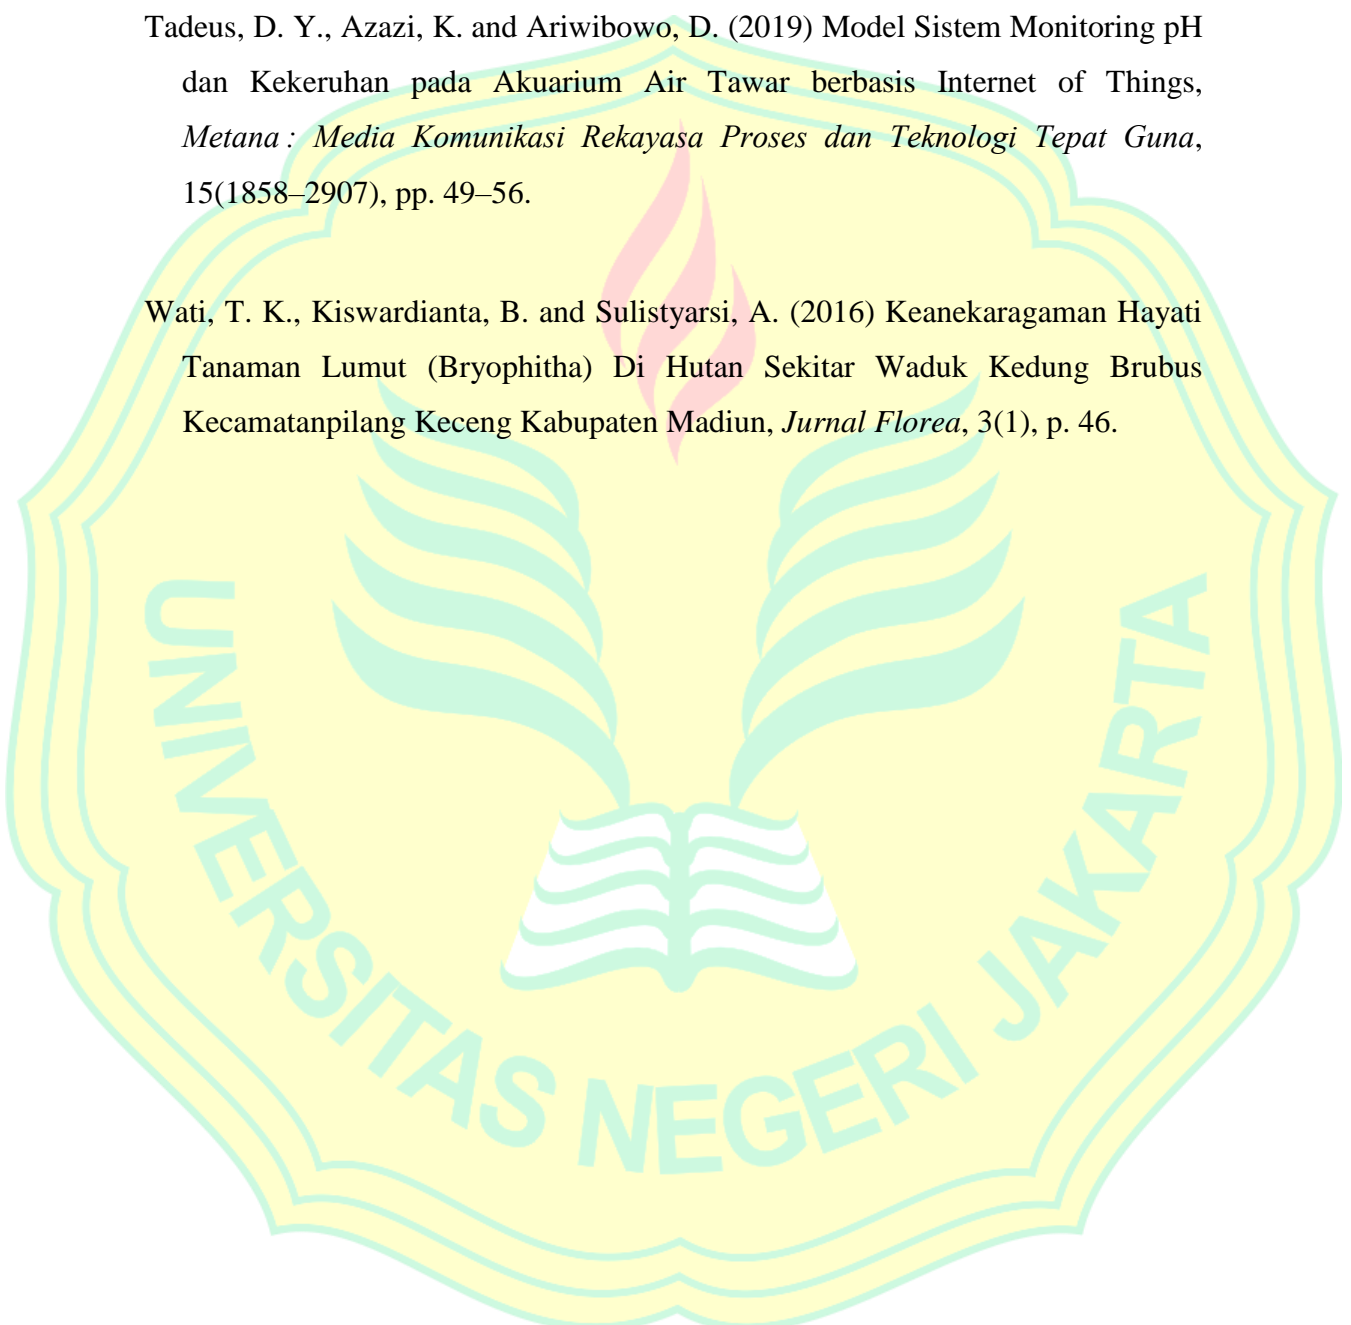 Tadeus, D. Y., Azazi, K. and Ariwibowo, D. (2019) Model Sistem Monitoring pH
dan Kekeruhan pada Akuarium Air Tawar berbasis Internet of Things,
Metana : Media Komunikasi Rekayasa Proses dan Teknologi Tepat Guna,
15(1858–2907), pp. 49–56.
Wati, T. K., Kiswardianta, B. and Sulistyarsi, A. (2016) Keanekaragaman Hayati
Tanaman Lumut (Bryophitha) Di Hutan Sekitar Waduk Kedung Brubus
Kecamatanpilang Keceng Kabupaten Madiun, Jurnal Florea, 3(1), p. 46.
UNIVERSITAS NEGERI JAKARTA